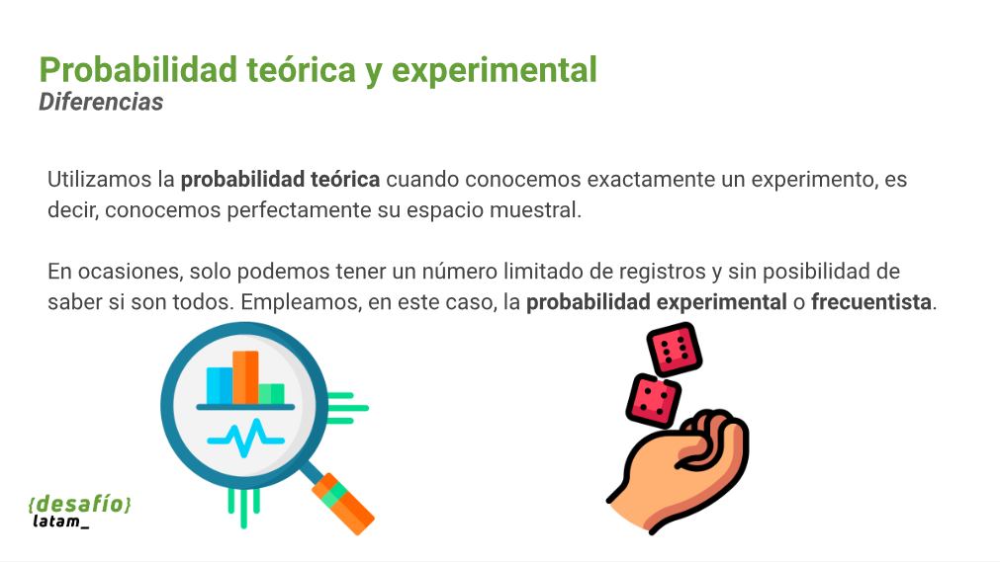 Probabilidad teórica y experimental
Diferencias
Utilizamos la probabilidad teórica cuando conocemos exactamente un experimento, es
decir, conocemos perfectamente su espacio muestral.
En ocasiones, solo podemos tener un número limitado de registros y sin posibilidad de
saber si son todos. Empleamos, en este caso, la probabilidad experimental o frecuentista.
{desafío}
latam_